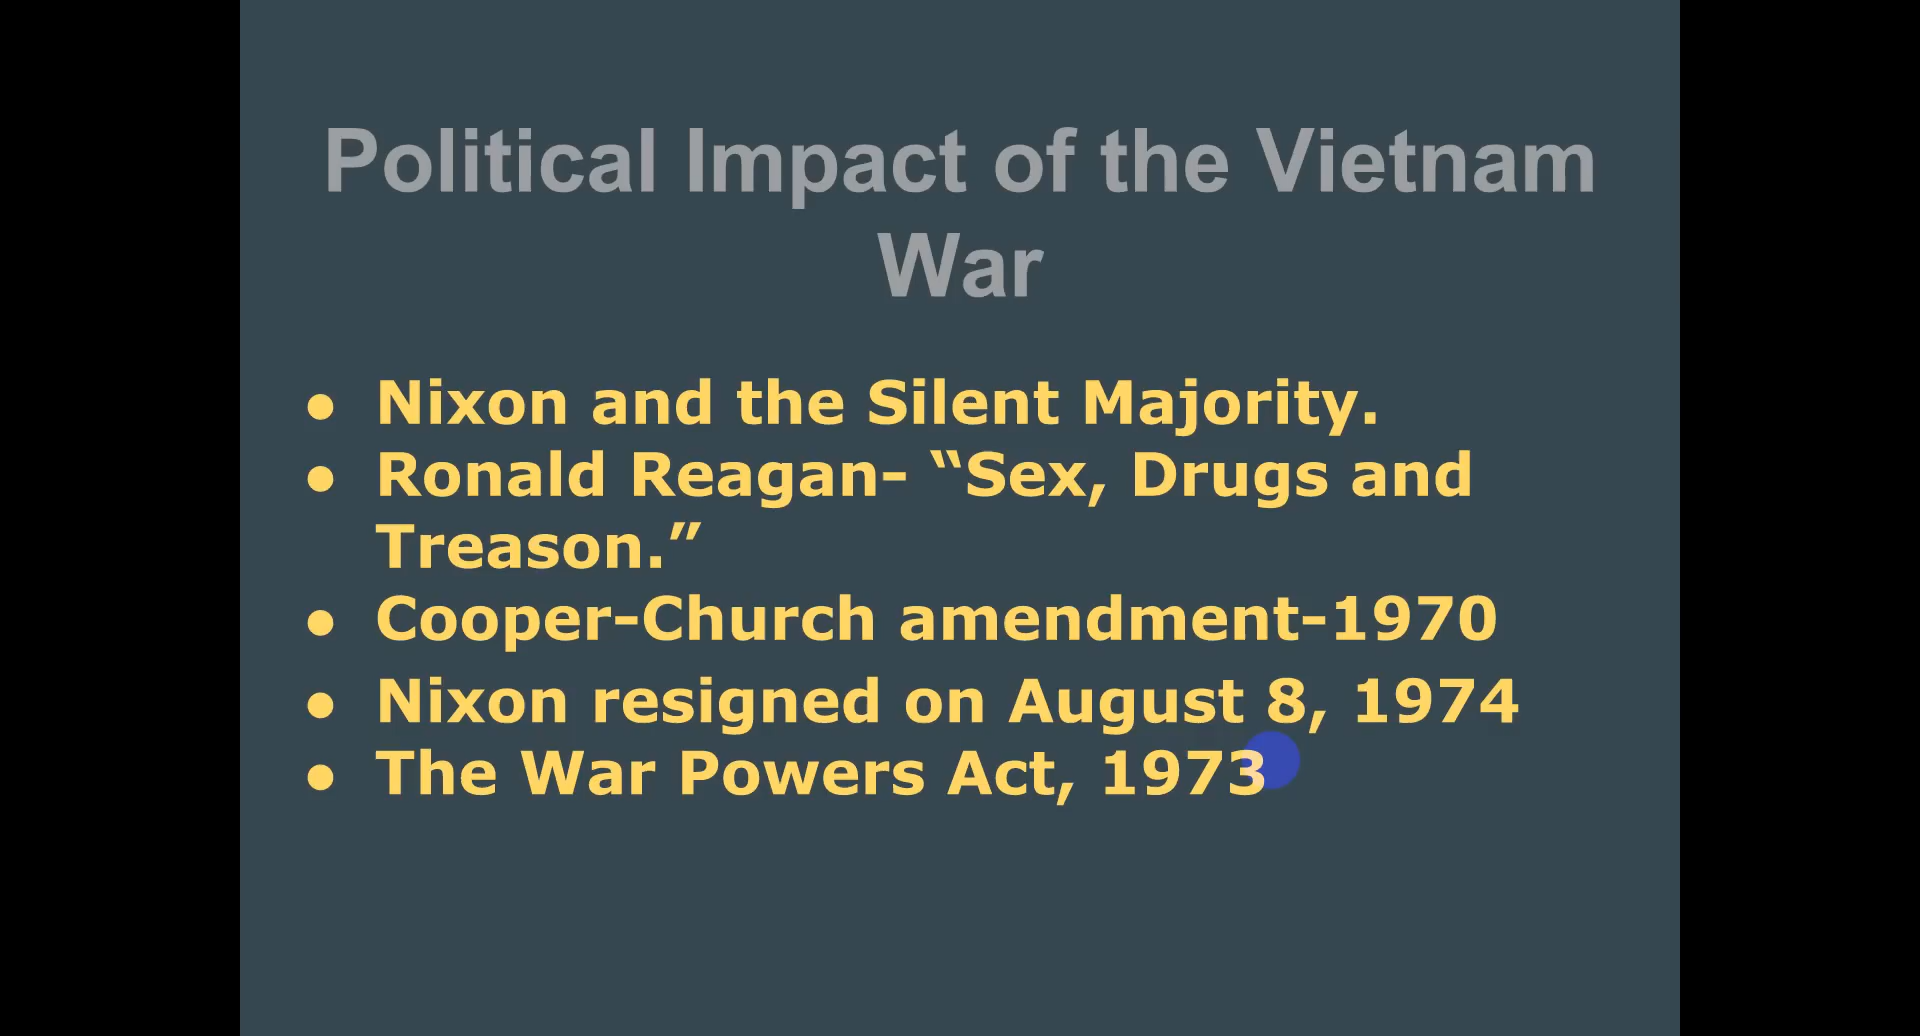 Political Impact of the Vietnam
War
● Nixon and the Silent Majority.
● Ronald Reagan- “Sex, Drugs and
Treason.”
● Cooper-Church amendment-1970
● Nixon resigned on August 8, 1974
● The War Powers Act, 1973